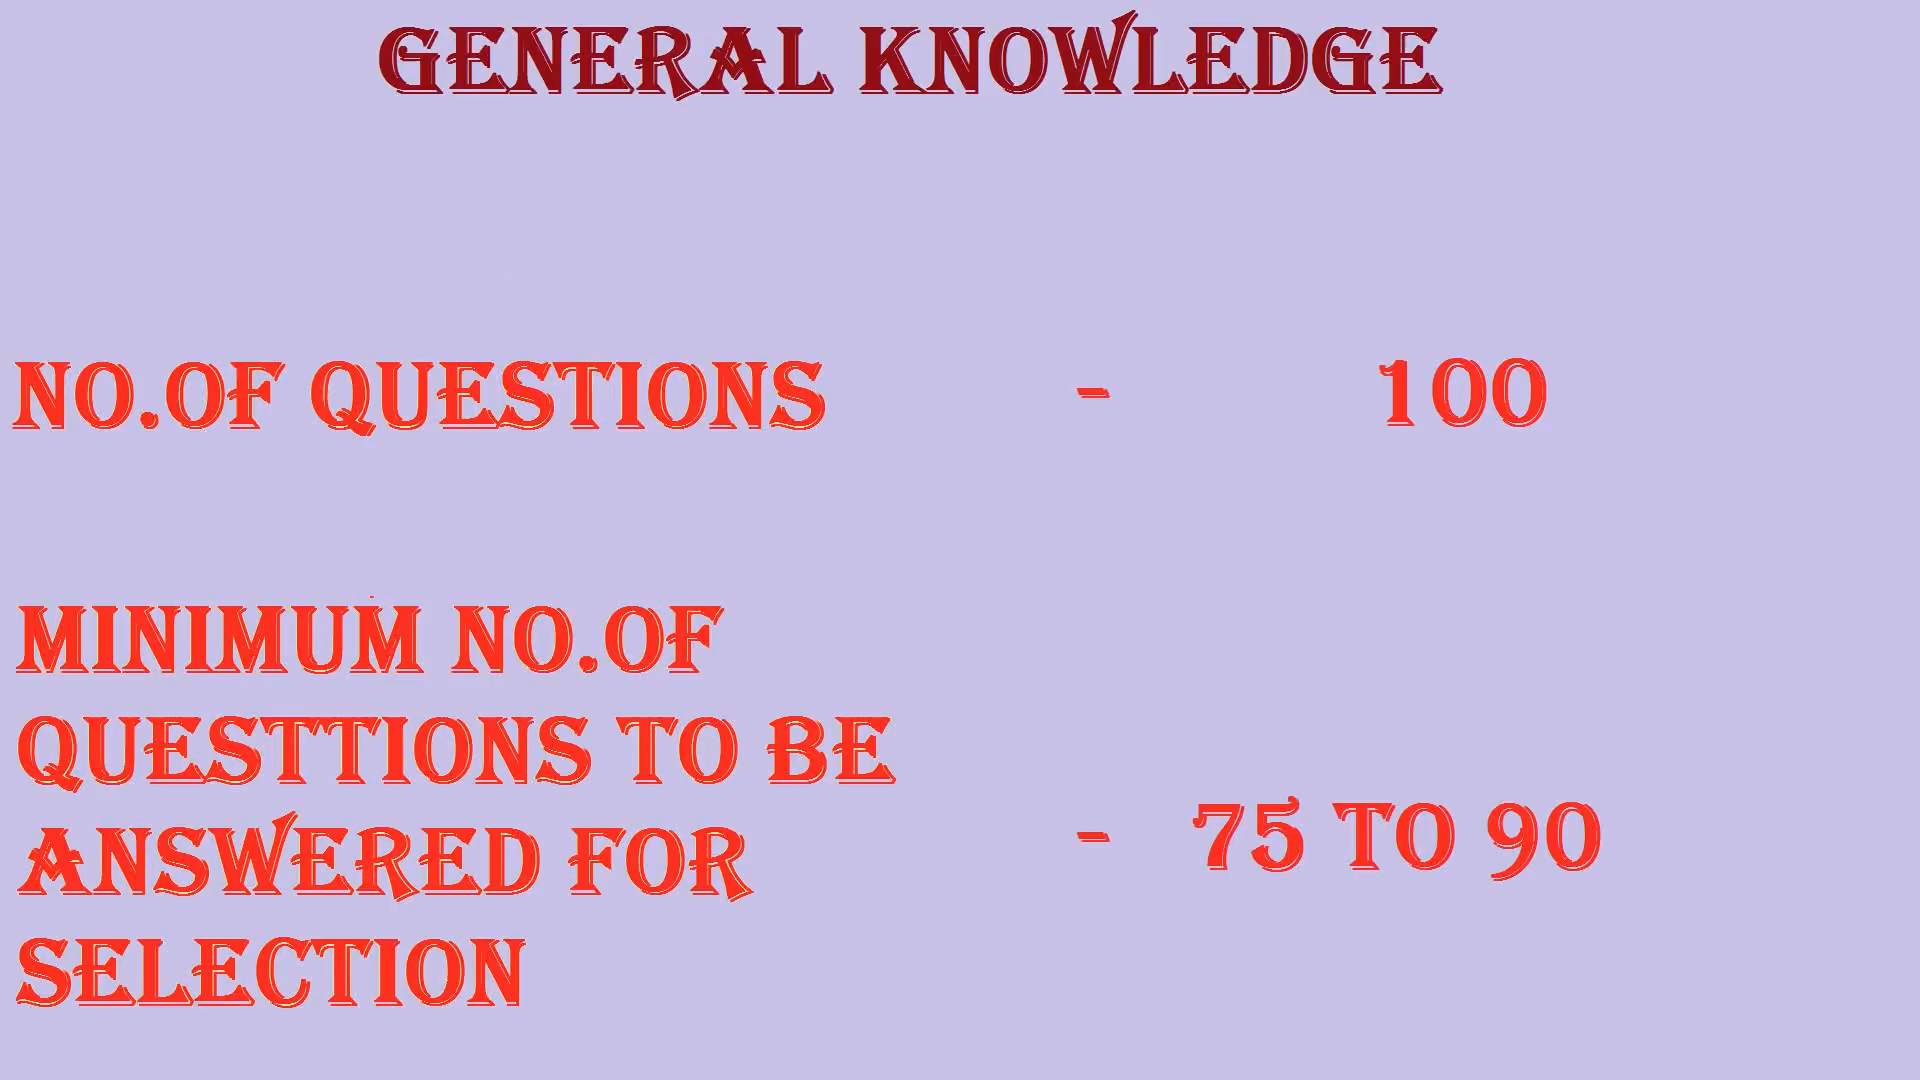 GENERAL KNOWLEDGE
NO.OF QUESTIONS - 100
MINIMUM NO.OF
QUESTTIONS TO BE
ANSWERED FOR - 75 TO 90
SELECTION